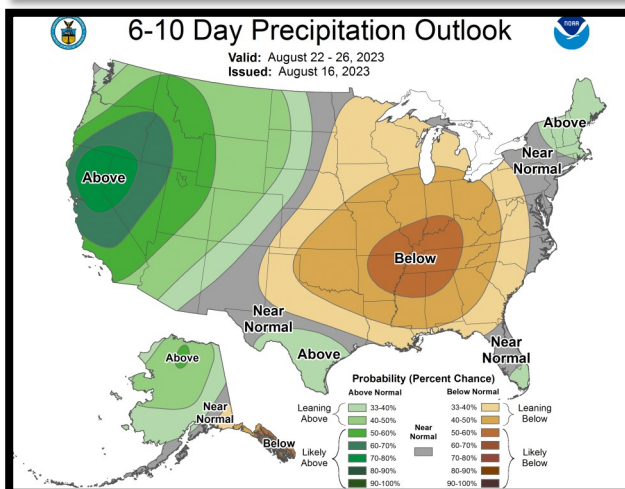 6-10 Day Precipitation Outlook
NOAA
Valid: August 22 - 26, 2023
Issued: August 16, 2023
Above
Near
Normal
Above
Below
Near
Normal
Above
Near
Normal
Above
Near
Normal
Below
Probability (Percent Chance)
Above Normal
Below Normal
Leaning
Above
33-40%
40-50%
Likely
Above
50-60%
60-70%
70-80%
80-90%
90-100%
Near
Normal
33-40%
40-50%
Leaning
Below
50-60%
60-70%
70-80%
80-90%
90-100%
Likely
Below